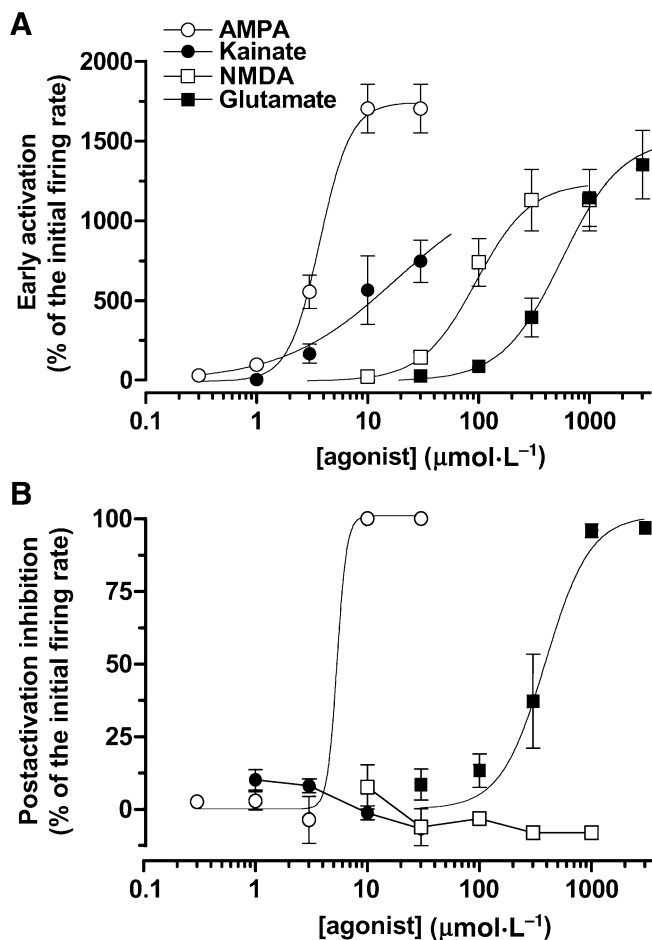 A
AMPA
Kainate
NMDA
Glutamate
2000
1500
1000
500
0
Early activation
(% of the initial firing rate)
0.1
1
10
100
1000
[agonist] (μmol·L⁻¹)
B
100
75
50
25
0
Postactivation inhibition
(% of the initial firing rate)
0.1
1
10
100
1000
[agonist] (μmol·L⁻¹)